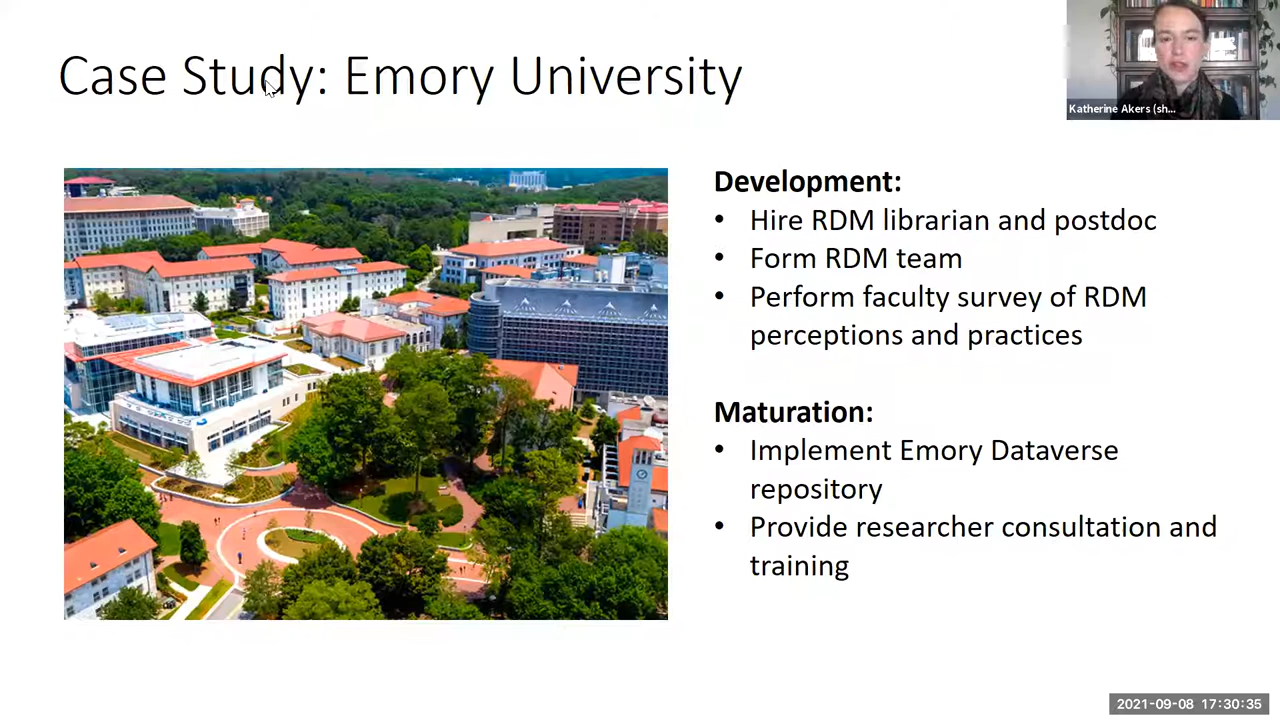 Case Study: Emory University
Katherine Akers (sh...
Development:
• Hire RDM librarian and postdoc
• Form RDM team
• Perform faculty survey of RDM
perceptions and practices
Maturation:
• Implement Emory Dataverse
repository
• Provide researcher consultation and
training
2021-09-08 17:30:35